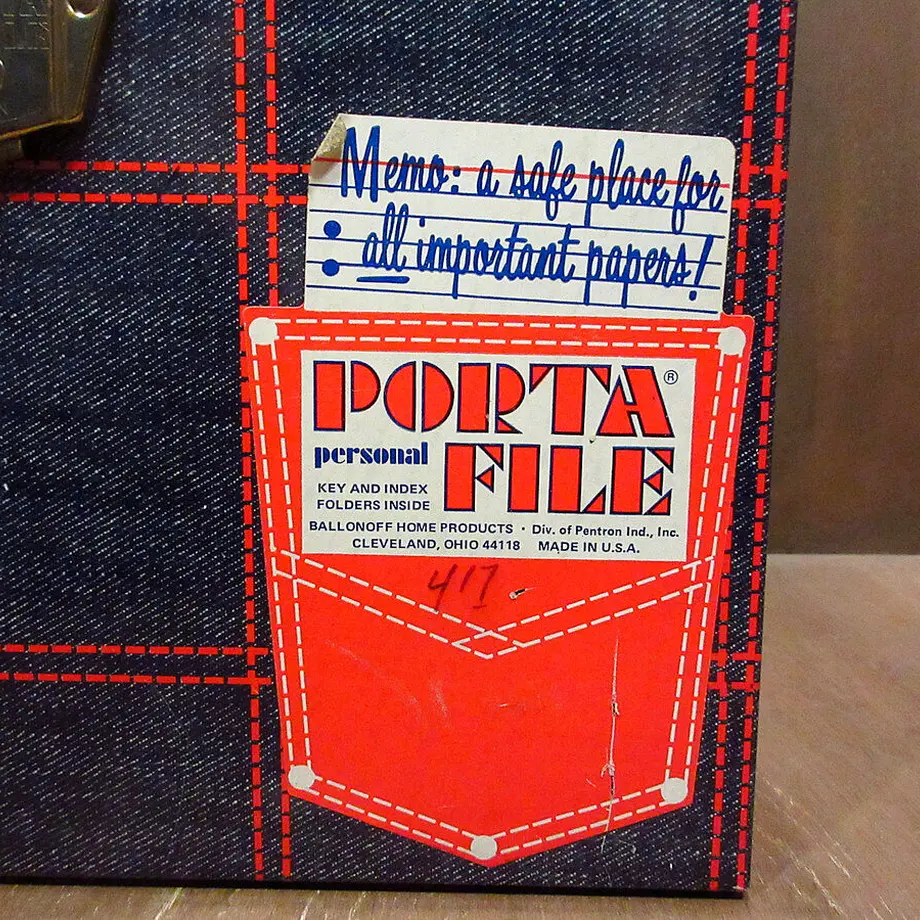 Memo: a safe place for
all important papers!
PORTA®
personal FILE
KEY AND INDEX
FOLDERS INSIDE
BALLONOFF HOME PRODUCTS · Div. of Pentron Ind., Inc.
CLEVELAND, OHIO 44118 MADE IN U.S.A.
417